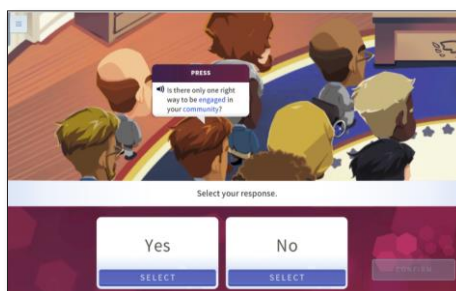 PRESS
Is there only one right
way to be engaged in
your community?
Select your response.
Yes
No
SELECT
SELECT
CONFIRM